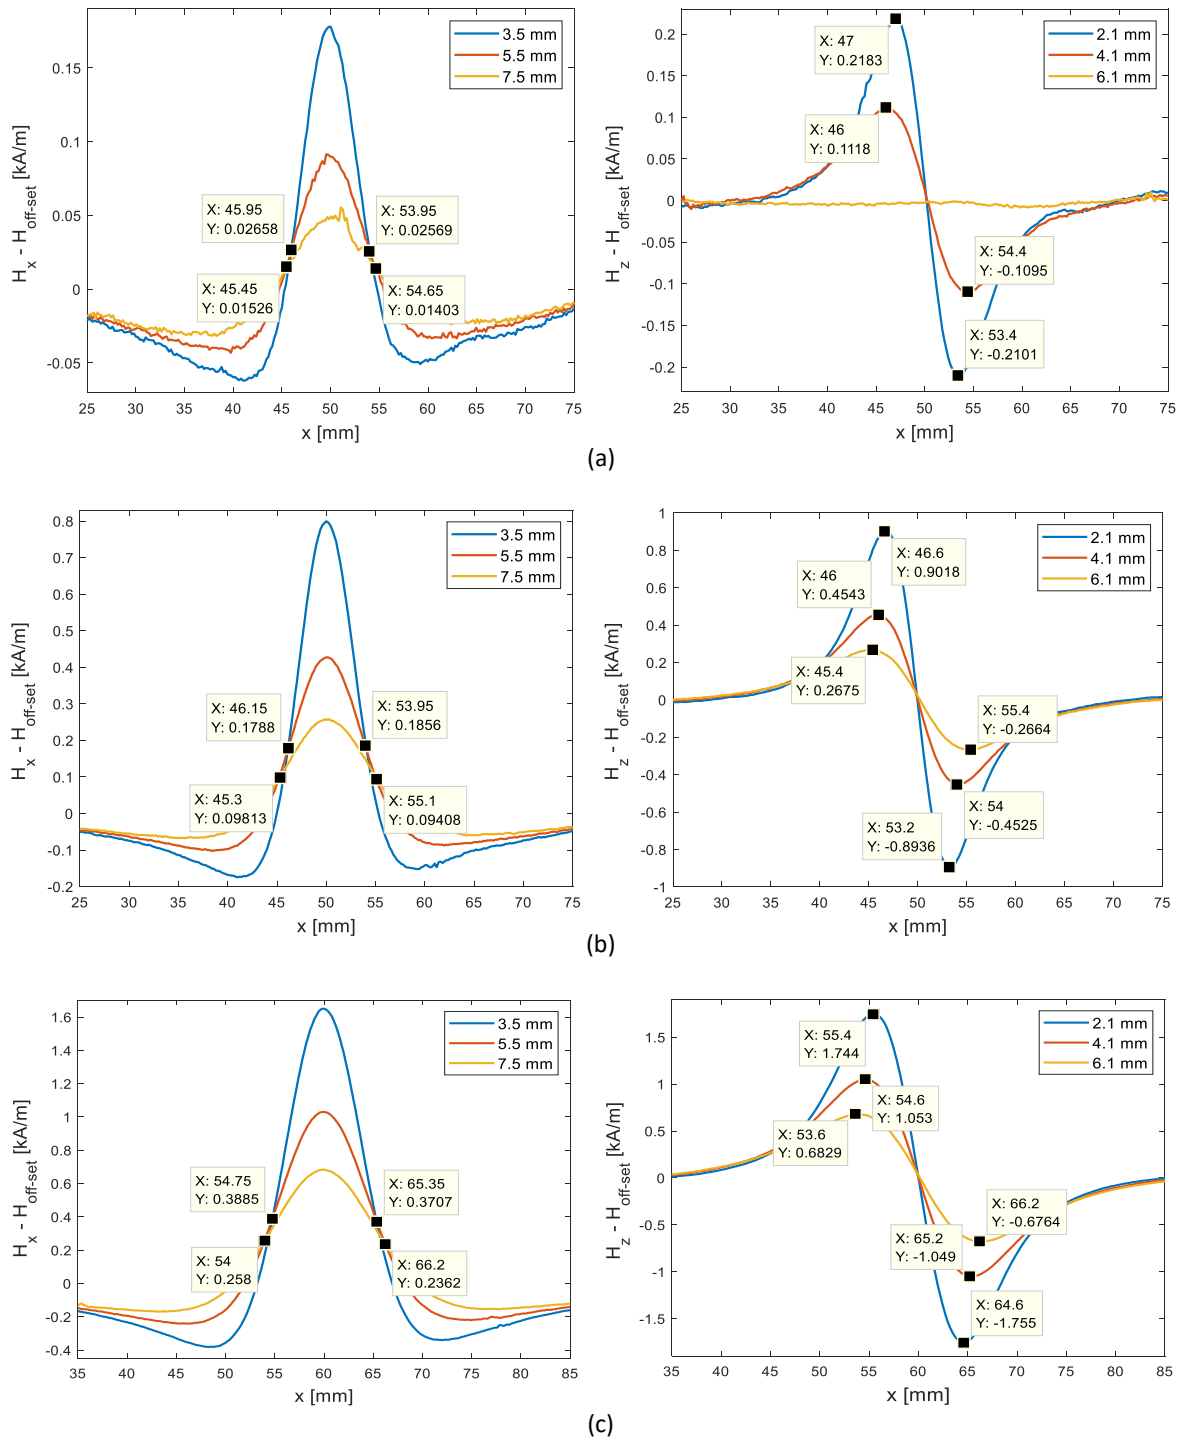 3.5 mm
5.5 mm
7.5 mm
X: 45.95
Y: 0.02658
X: 53.95
Y: 0.02569
X: 45.45
Y: 0.01526
X: 54.65
Y: 0.01403
0.15
0.1
0.05
0
-0.05
25 30 35 40 45 50 55 60 65 70 75
x [mm]
H_x - H_off-set [kA/m]
2.1 mm
4.1 mm
6.1 mm
X: 47
Y: 0.2183
X: 46
Y: 0.1118
X: 54.4
Y: -0.1095
X: 53.4
Y: -0.2101
0.2
0.15
0.1
0.05
0
-0.05
-0.1
-0.15
-0.2
25 30 35 40 45 50 55 60 65 70 75
x [mm]
H_z - H_off-set [kA/m]
(a)
3.5 mm
5.5 mm
7.5 mm
X: 46.15
Y: 0.1788
X: 53.95
Y: 0.1856
X: 45.3
Y: 0.09813
X: 55.1
Y: 0.09408
0.8
0.7
0.6
0.5
0.4
0.3
0.2
0.1
0
-0.1
-0.2
25 30 35 40 45 50 55 60 65 70 75
x [mm]
H_x - H_off-set [kA/m]
2.1 mm
4.1 mm
6.1 mm
X: 46.6
Y: 0.9018
X: 46
Y: 0.4543
X: 45.4
Y: 0.2675
X: 55.4
Y: -0.2664
X: 54
Y: -0.4525
X: 53.2
Y: -0.8936
1
0.8
0.6
0.4
0.2
0
-0.2
-0.4
-0.6
-0.8
-1
25 30 35 40 45 50 55 60 65 70 75
x [mm]
H_z - H_off-set [kA/m]
(b)
3.5 mm
5.5 mm
7.5 mm
X: 54.75
Y: 0.3885
X: 65.35
Y: 0.3707
X: 54
Y: 0.258
X: 66.2
Y: 0.2362
1.6
1.4
1.2
1
0.8
0.6
0.4
0.2
0
-0.2
-0.4
35 40 45 50 55 60 65 70 75 80 85
x [mm]
H_x - H_off-set [kA/m]
2.1 mm
4.1 mm
6.1 mm
X: 55.4
Y: 1.744
X: 54.6
Y: 1.053
X: 53.6
Y: 0.6829
X: 66.2
Y: -0.6764
X: 65.2
Y: -1.049
X: 64.6
Y: -1.755
1.5
1
0.5
0
-0.5
-1
-1.5
35 40 45 50 55 60 65 70 75 80 85
x [mm]
H_z - H_off-set [kA/m]
(c)